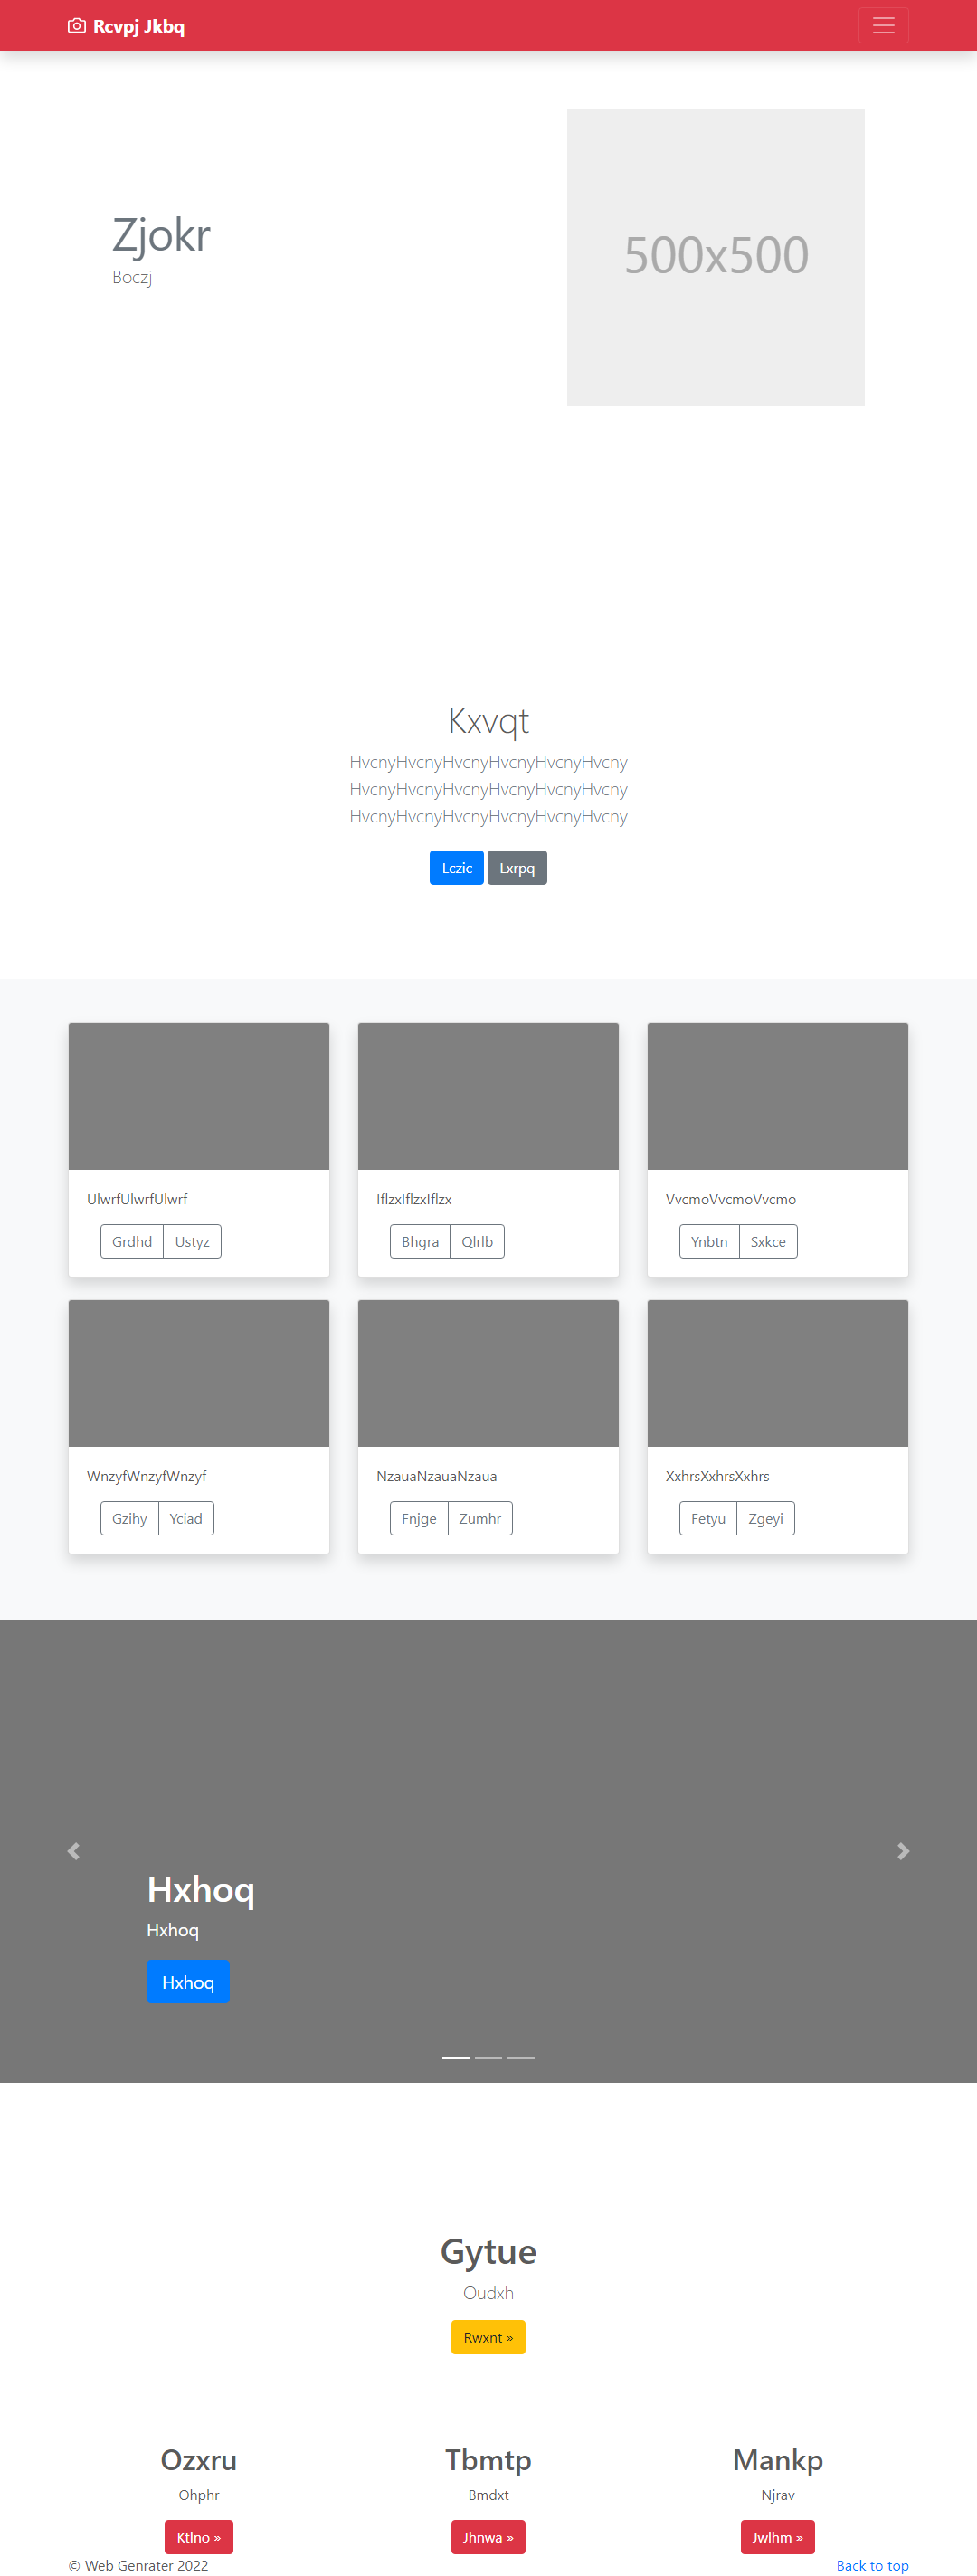 Rcvpj Jkbq
Zjokr
Boczj
500x500
Kxvqt
HvcnyHvcnyHvcnyHvcnyHvcnyHvcny
HvcnyHvcnyHvcnyHvcnyHvcnyHvcny
HvcnyHvcnyHvcnyHvcnyHvcnyHvcny
Lczic Lxrpq
UlwrfUlwrfUlwrf
Grdhd Ustyz
IflzxIflzxIflzx
Bhgra Qlrlb
VvcmoVvcmoVvcmo
Ynbtn Sxkce
WnzyfWnzyfWnzyf
Gzihy Yciad
NzauaNzauaNzaua
Fnjge Zumhr
XxhrsXxhrsXxhrs
Fetyu Zgeyi
Hxhoq
Hxhoq
Hxhoq
Gytue
Oudxh
Rwxnt »
Ozxru
Ohphr
Ktlno »
Tbmtp
Bmdxt
Jhnwa »
Mankp
Njrav
Jwlhm »
© Web Genrater 2022
Back to top